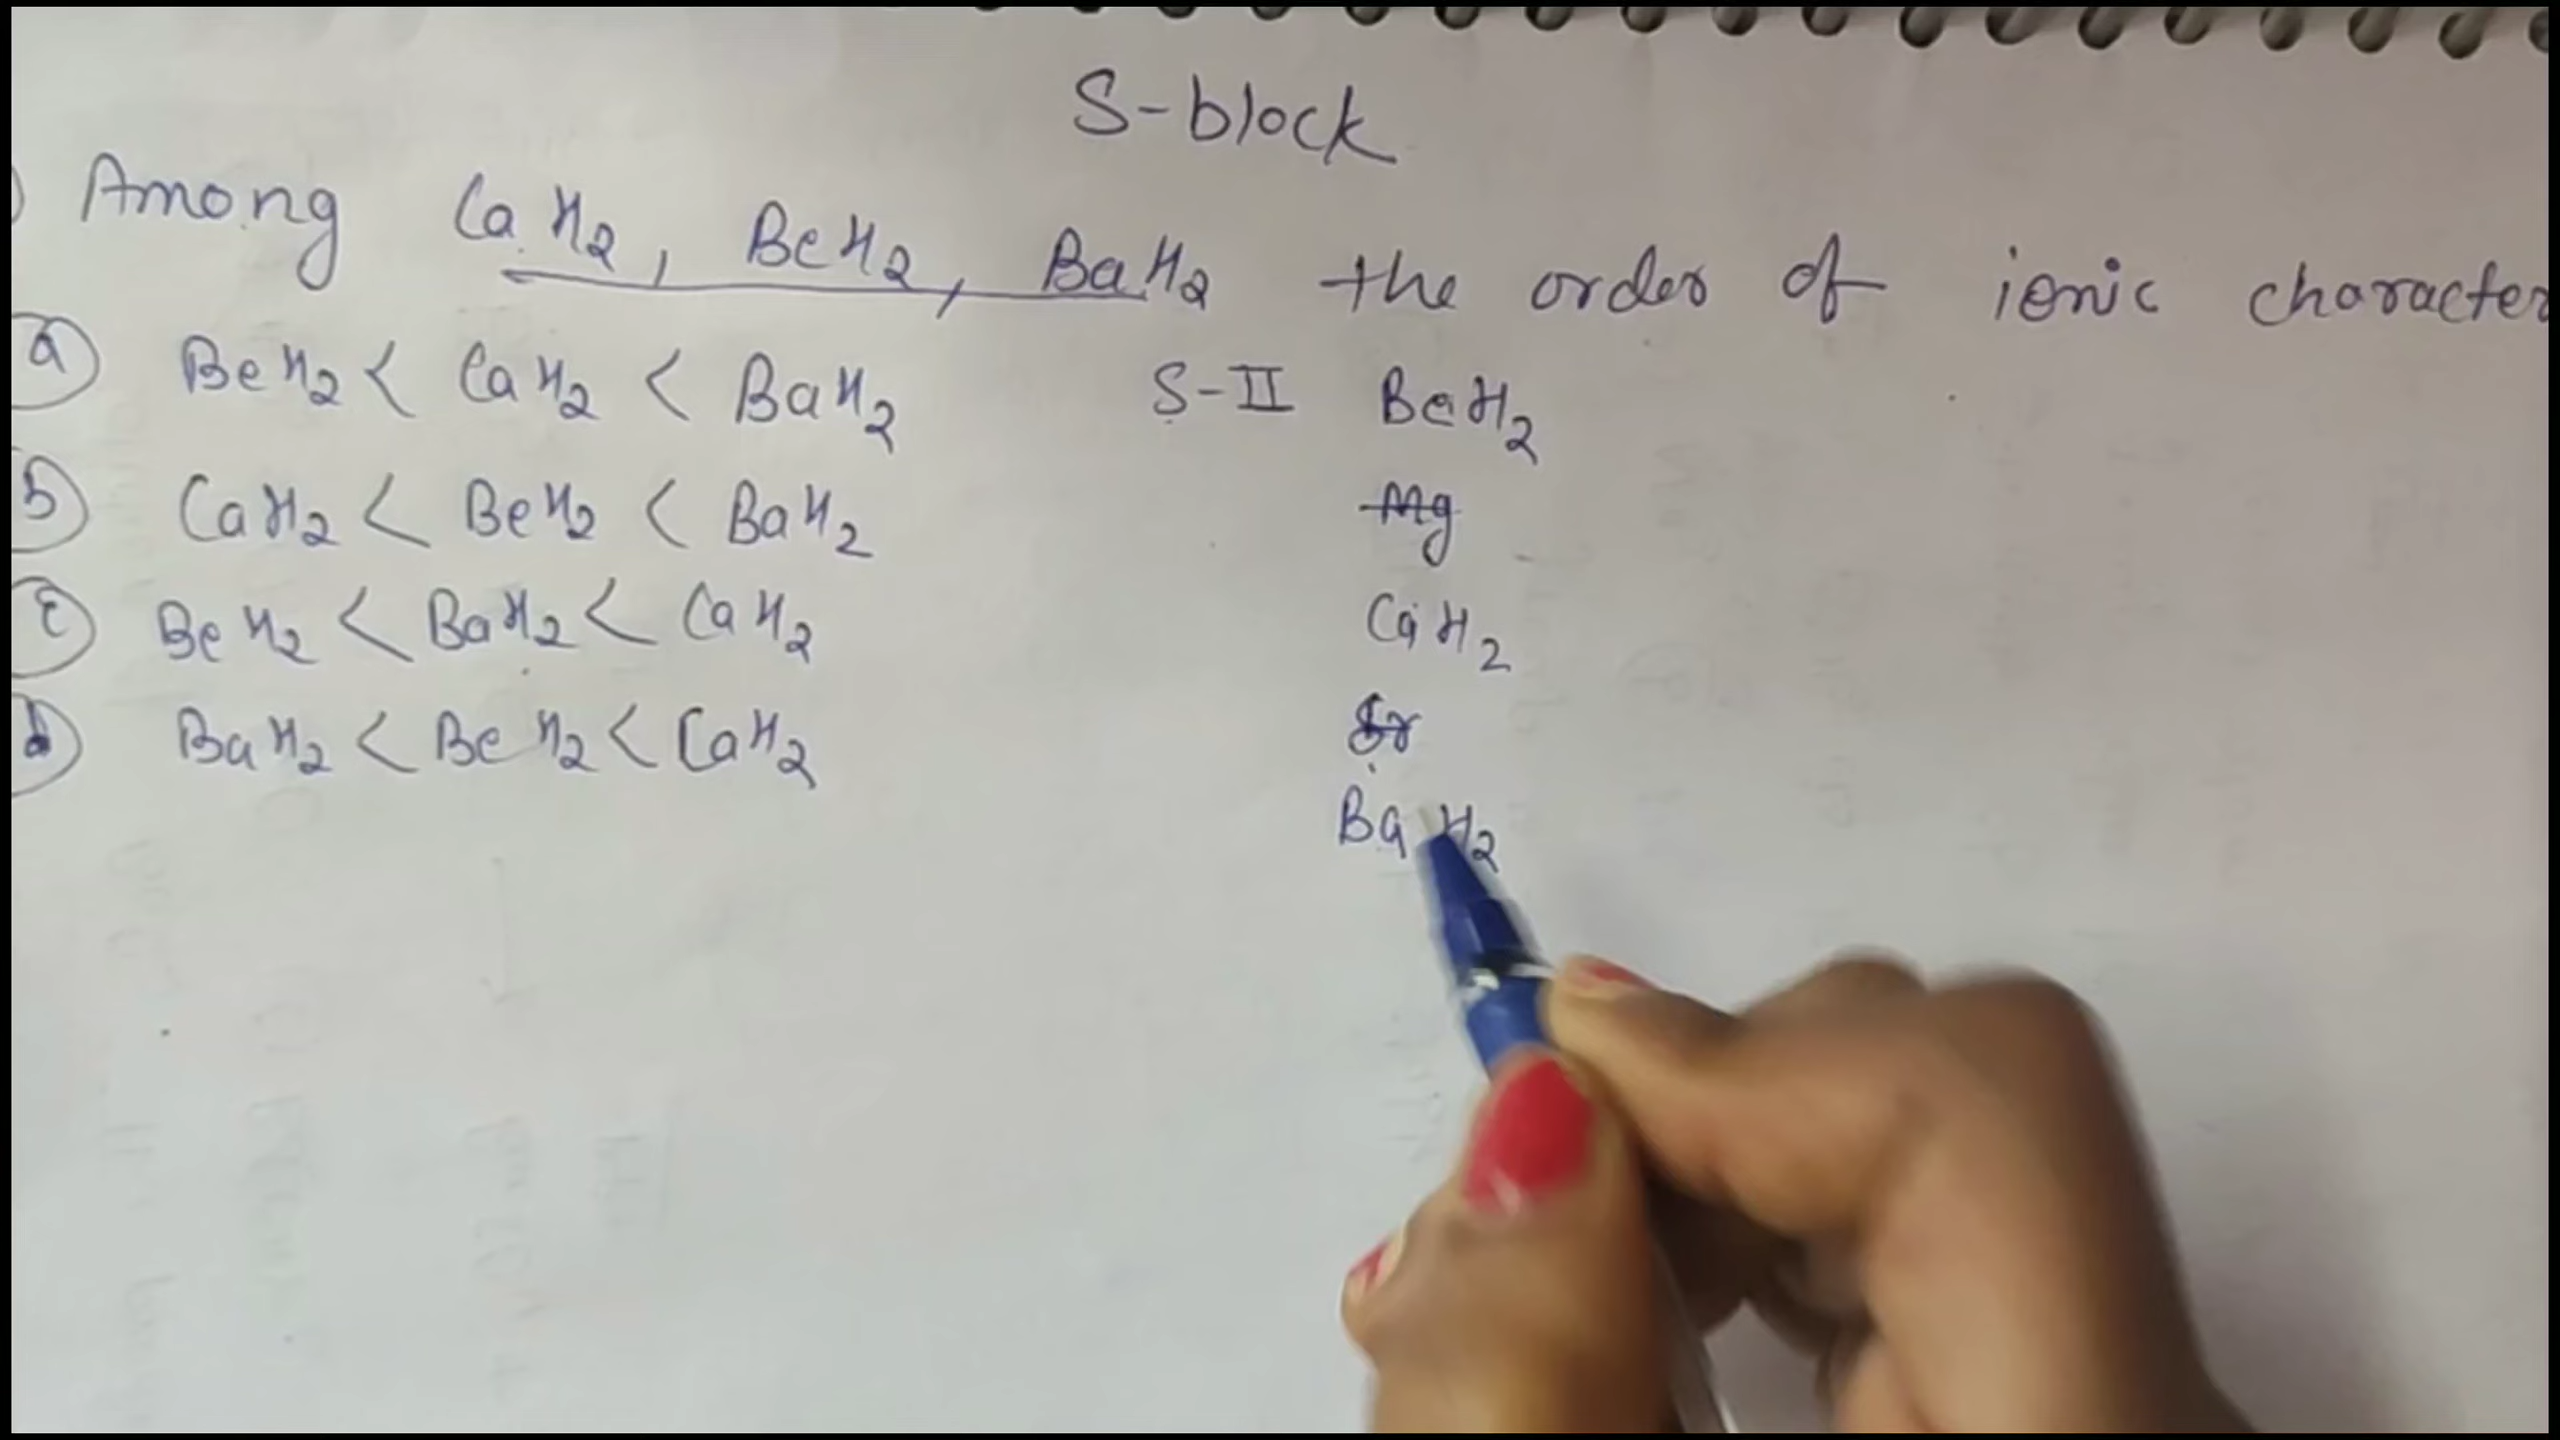 S-block
) Among CaH2, BeH2, BaH2 the order of ionic character
a BeH2 < CaH2 < BaH2
b CaH2 < BeH2 < BaH2
c BeH2 < BaH2 < CaH2
d BaH2 < BeH2 < CaH2
S-II BeH2
Mg
CaH2
Sr
BaH2